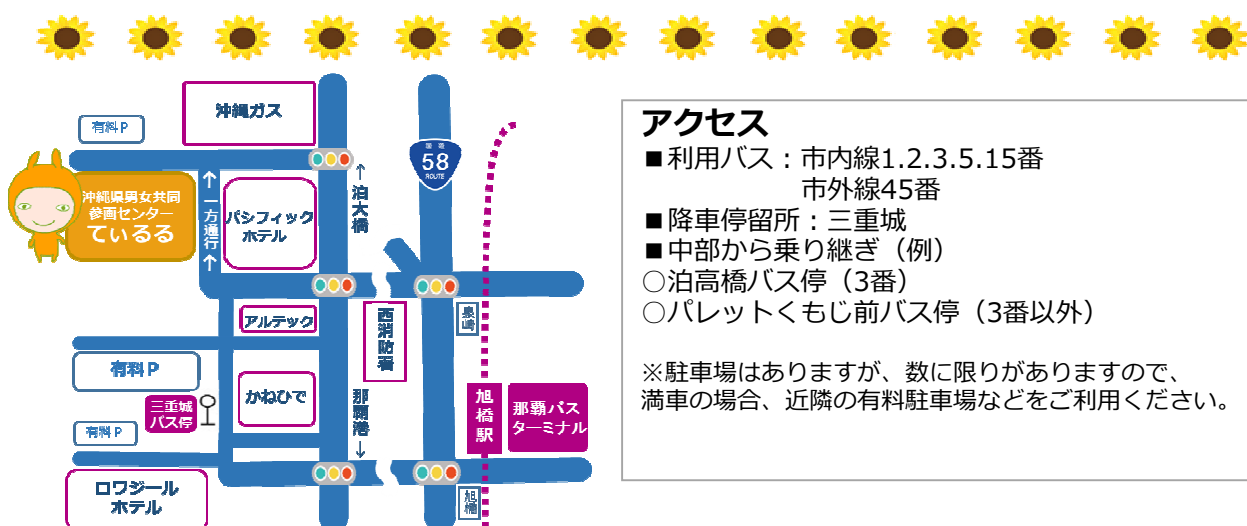 沖縄ガス
有料P
国道
58
ROUTE
↑泊大橋
沖縄県男女共同
参画センター
てぃるる
↑一方通行↑
パシフィック
ホテル
アルテック
西消防署
泉崎
有料P
かねひで
那覇港↓
三重城
バス停
有料P
旭橋駅
那覇バス
ターミナル
ロワジール
ホテル
旭橋
アクセス
■利用バス：市内線1.2.3.5.15番
市外線45番
■降車停留所：三重城
■中部から乗り継ぎ（例）
○泊高橋バス停（3番）
○パレットくもじ前バス停（3番以外）
※駐車場はありますが、数に限りがありますので、
満車の場合、近隣の有料駐車場などをご利用ください。